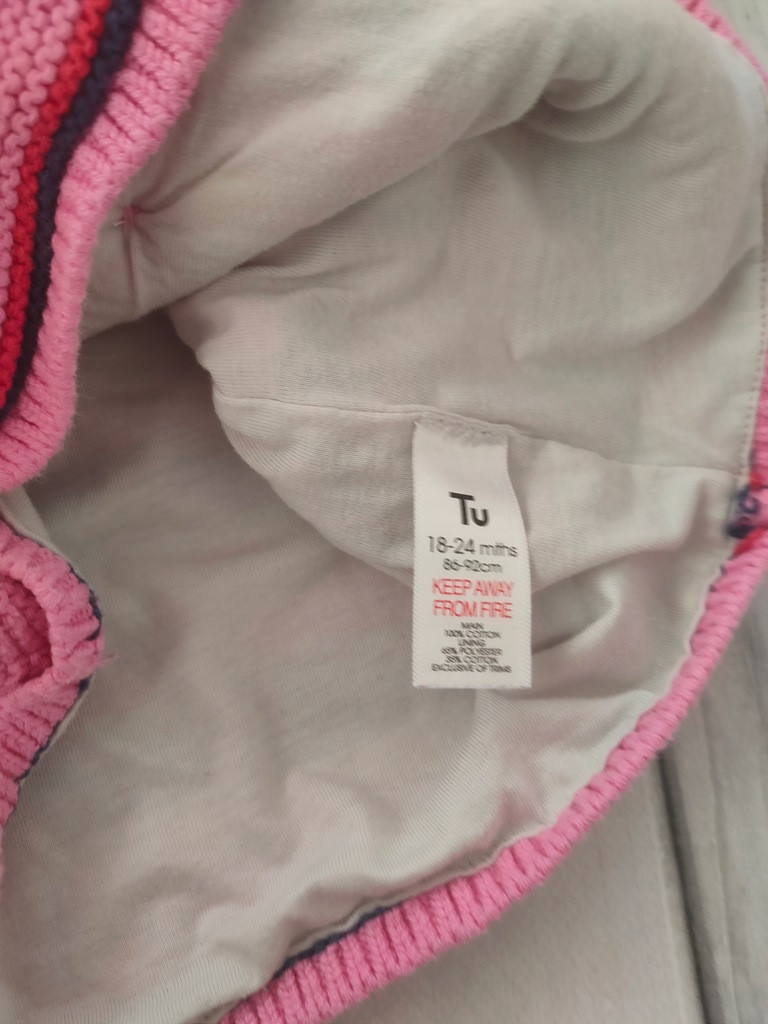 Tu
18-24 mths
86-92cm
KEEP AWAY
FROM FIRE
MAIN
100% COTTON
LINING
65% POLYESTER
35% COTTON
EXCLUSIVE OF TRIMS